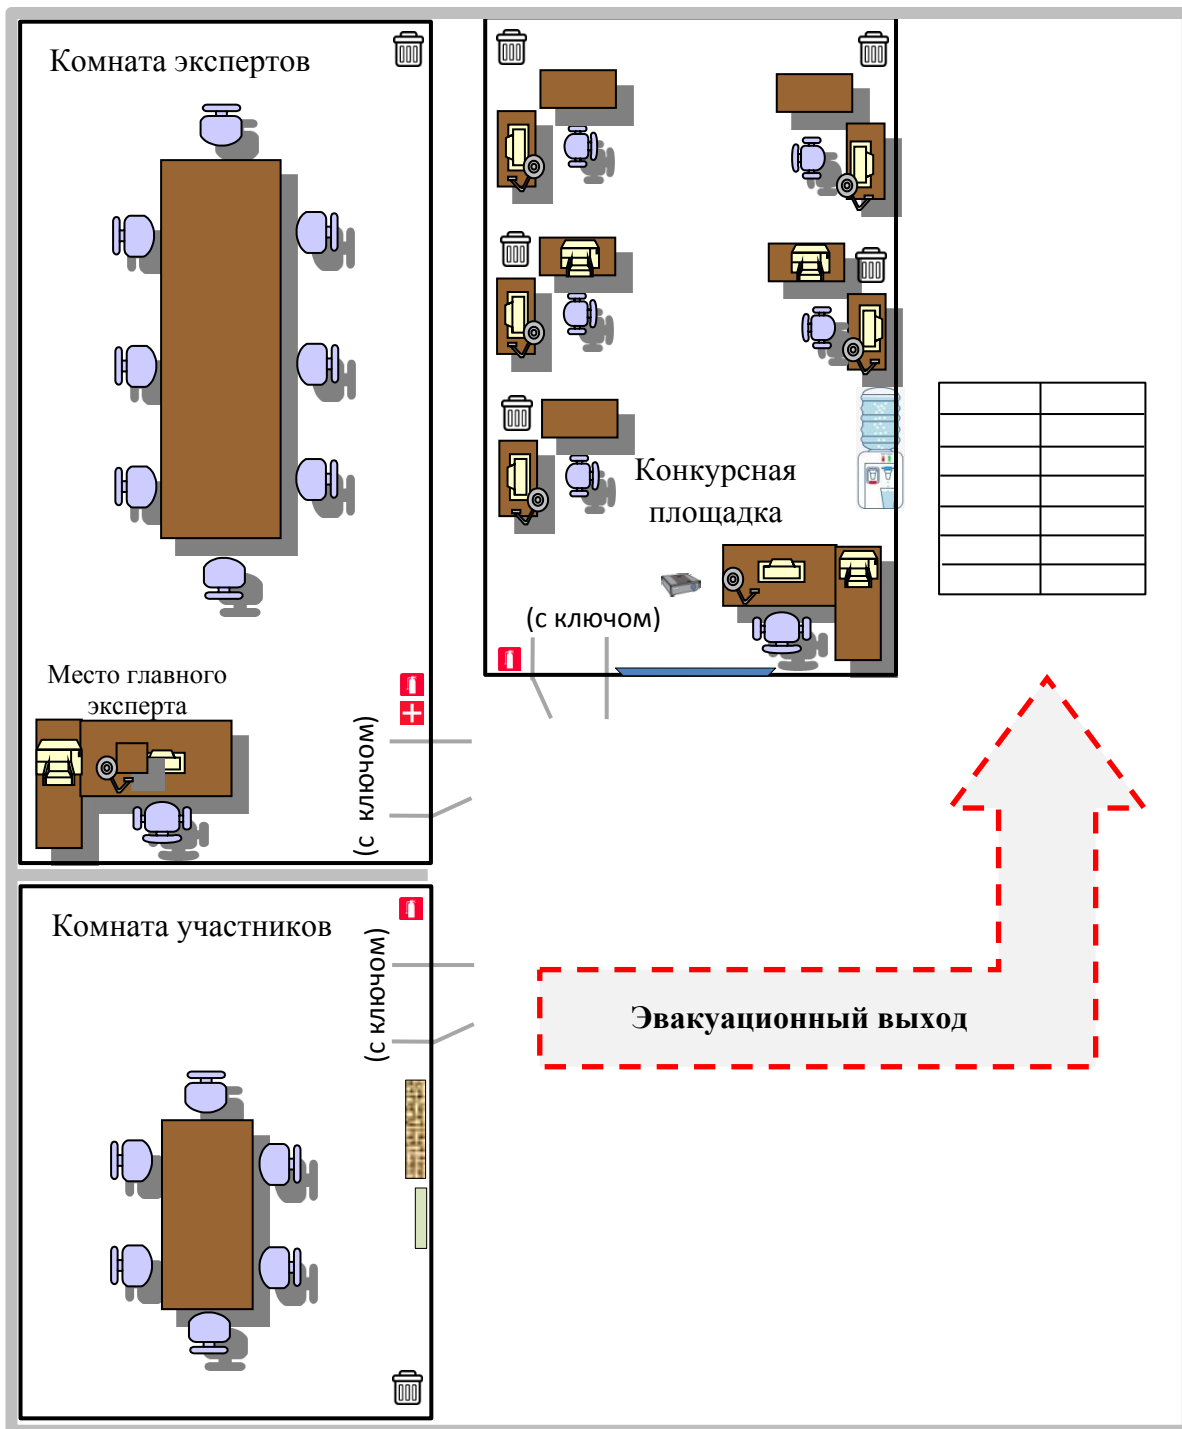 Комната экспертов
Конкурсная
площадка
(с ключом)
Место главного
эксперта
(с ключом)
Комната участников
(с ключом)
Эвакуационный выход